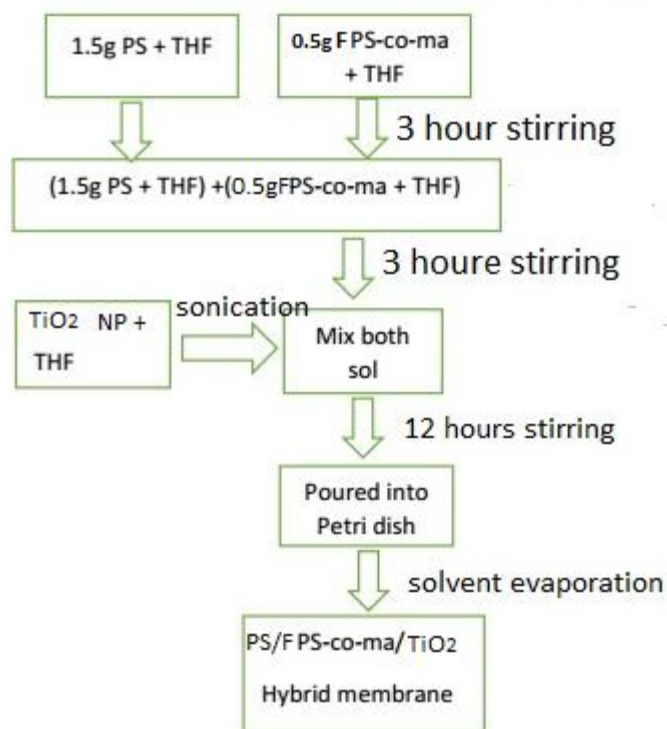 1.5g PS + THF
0.5g F PS-co-ma
+ THF
3 hour stirring
(1.5g PS + THF) +(0.5gFPS-co-ma + THF)
3 houre stirring
TiO2 NP +
THF
sonication
Mix both
sol
12 hours stirring
Poured into
Petri dish
solvent evaporation
PS/F PS-co-ma/TiO2
Hybrid membrane